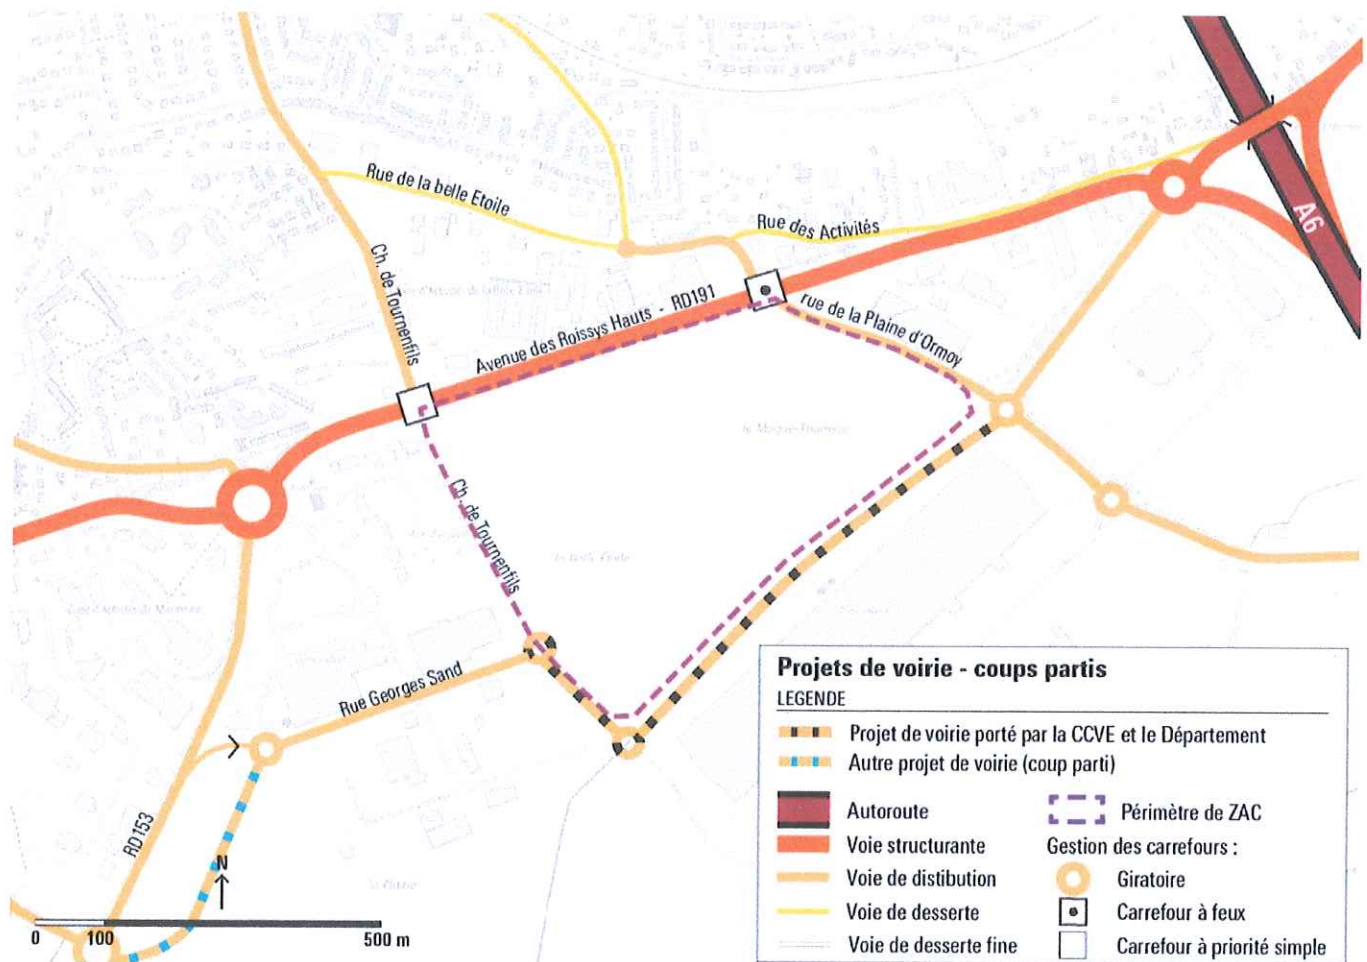 Rue de la belle Etoile
Rue des Activités
A6
Ch. de Tournenfils
Avenue des Roissys Hauts - RD191
rue de la Plaine d'Ormoy
Ch. de Tournenfils
Rue Georges Sand
RD153
N
0 100 500 m
Projets de voirie - coups partis
LEGENDE
Projet de voirie porté par la CCVE et le Département
Autre projet de voirie (coup parti)
Autoroute
Voie structurante
Voie de distibution
Voie de desserte
Voie de desserte fine
Périmètre de ZAC
Gestion des carrefours :
Giratoire
Carrefour à feux
Carrefour à priorité simple